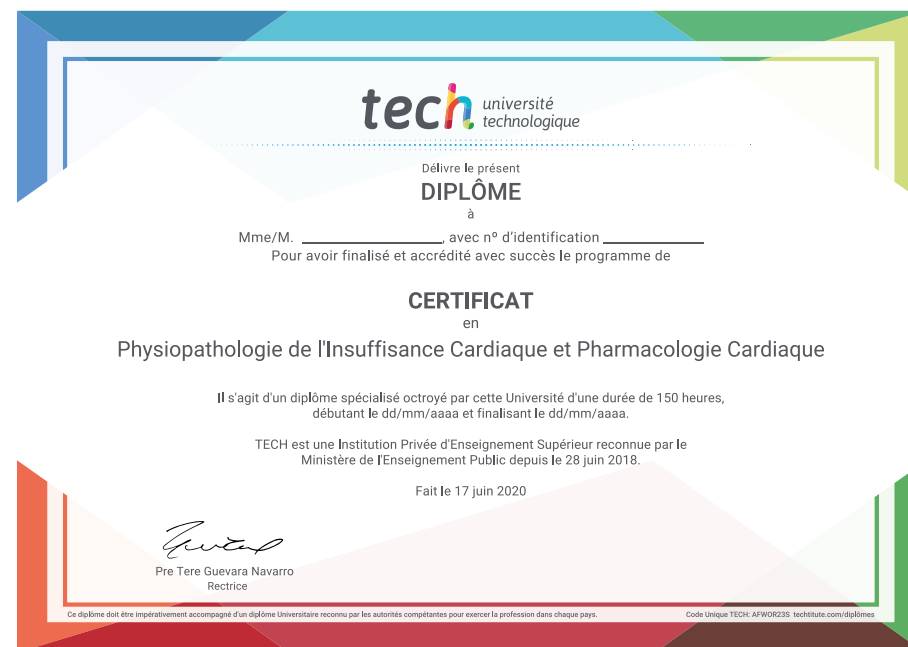 tech université
technologique
Délivre le présent
DIPLÔME
à
Mme/M. ____________________, avec nº d'identification ______________
Pour avoir finalisé et accrédité avec succès le programme de
CERTIFICAT
en
Physiopathologie de l'Insuffisance Cardiaque et Pharmacologie Cardiaque
Il s'agit d'un diplôme spécialisé octroyé par cette Université d'une durée de 150 heures,
débutant le dd/mm/aaaa et finalisant le dd/mm/aaaa.
TECH est une Institution Privée d'Enseignement Supérieur reconnue par le
Ministère de l'Enseignement Public depuis le 28 juin 2018.
Fait le 17 juin 2020
Pre Tere Guevara Navarro
Rectrice
Ce diplôme doit être impérativement accompagné d'un diplôme Universitaire reconnu par les autorités compétentes pour exercer la profession dans chaque pays.
Code Unique TECH: AFWOR23S techtitute.com/diplômes